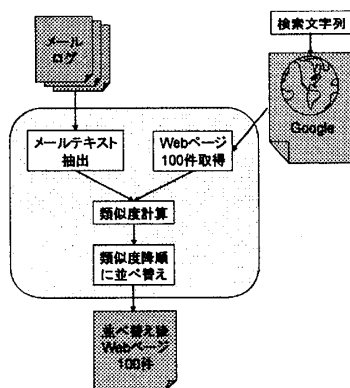 メール
ログ
検索文字列
Google
メールテキスト
抽出
Webページ
100件取得
類似度計算
類似度降順
に並べ替え
並べ替え後
Webページ
100件